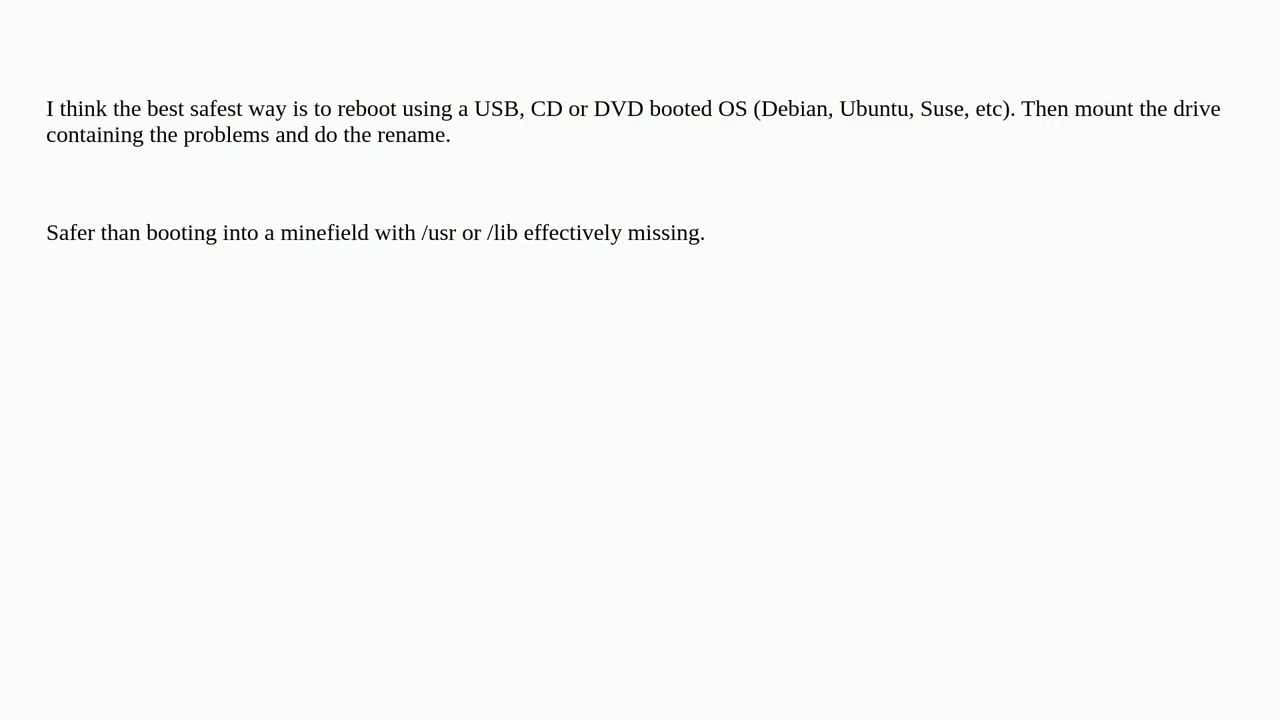 I think the best safest way is to reboot using a USB, CD or DVD booted OS (Debian, Ubuntu, Suse, etc). Then mount the drive
containing the problems and do the rename.
Safer than booting into a minefield with /usr or /lib effectively missing.